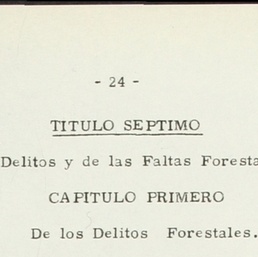 - 24 -
TITULO SEPTIMO
Delitos y de las Faltas Foresta
CAPITULO PRIMERO
De los Delitos Forestales.